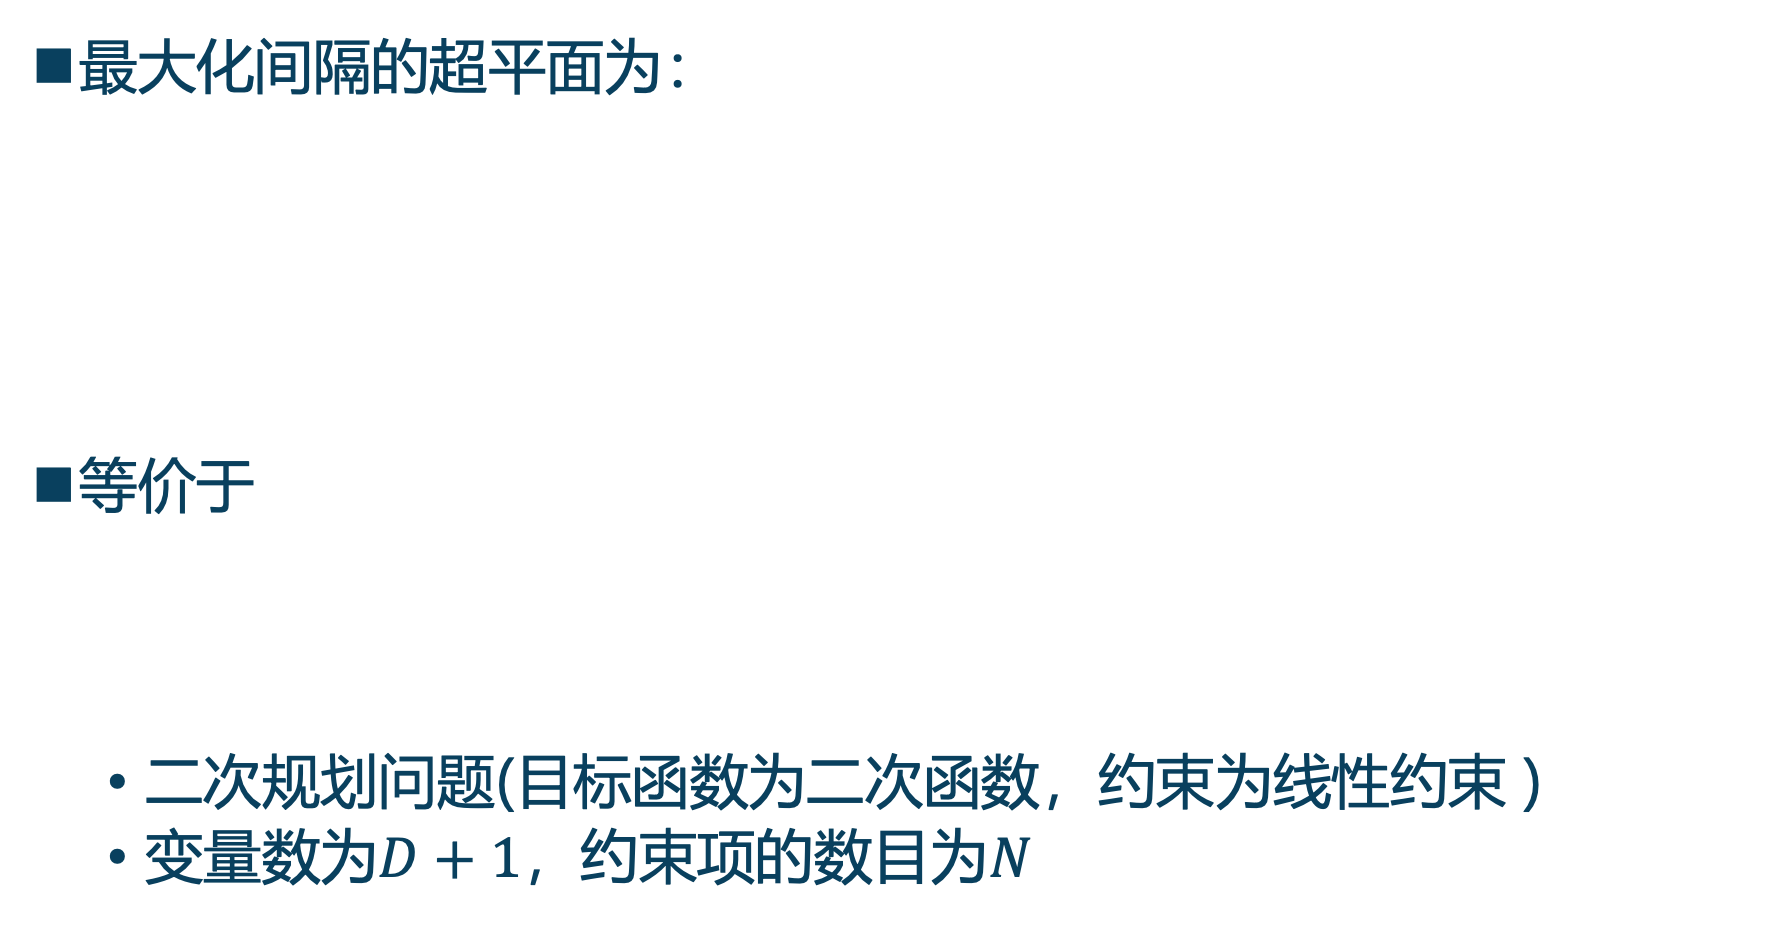 ■最大化间隔的超平面为：
■等价于
• 二次规划问题(目标函数为二次函数，约束为线性约束 )
• 变量数为D + 1，约束项的数目为N